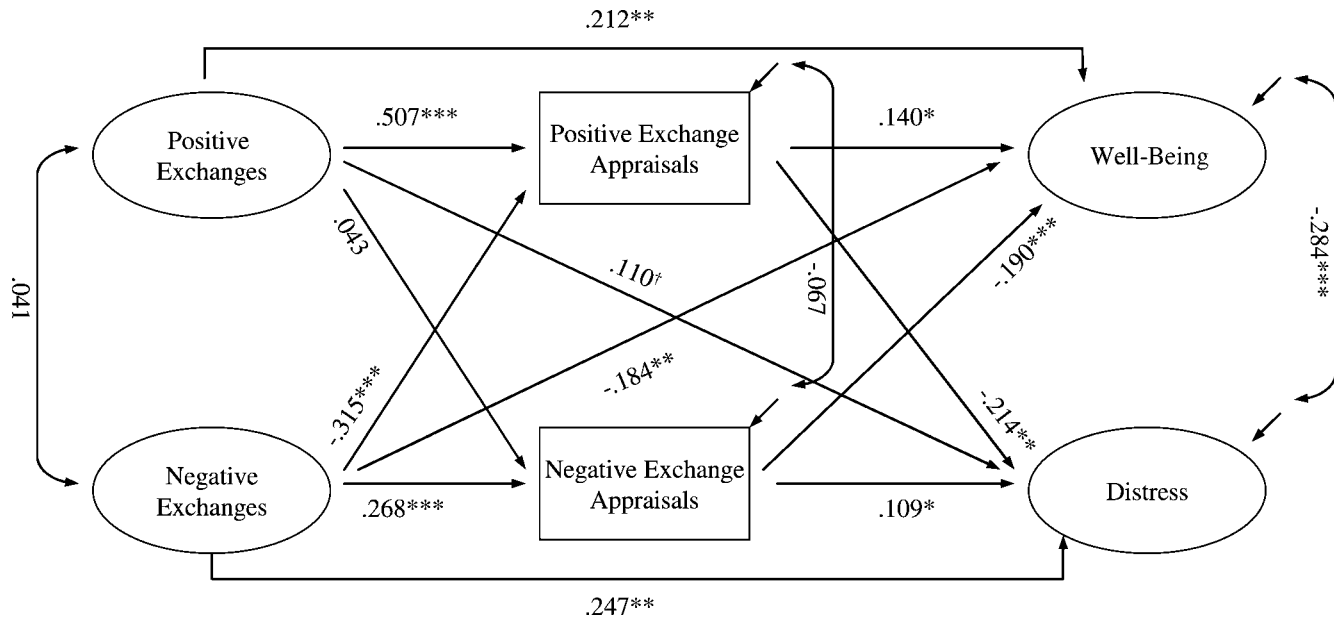 .212**
.507***
Positive Exchange
Appraisals
.140*
Positive
Exchanges
Well-Being
.043
.110†
-.067
-.190***
-.284***
.041
-.315***
-.184**
-.214**
Negative
Exchanges
.268***
Negative Exchange
Appraisals
.109*
Distress
.247**